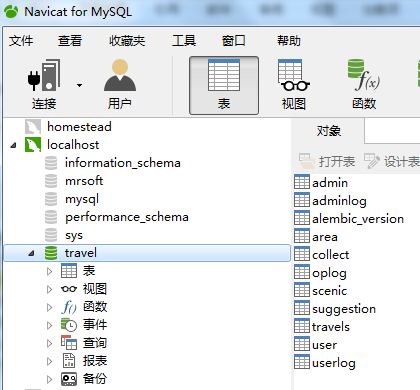 Navicat for MySQL
文件 查看 收藏夹 工具 窗口 帮助
连接 用户 表 视图 函数
homestead
localhost
information_schema
mrsoft
mysql
performance_schema
sys
travel
表
视图
函数
事件
查询
报表
备份
对象
打开表 设计表
admin
adminlog
alembic_version
area
collect
oplog
scenic
suggestion
travels
user
userlog